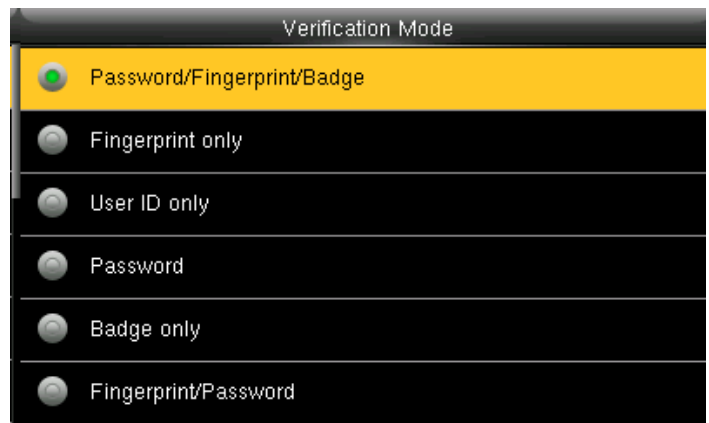 Verification Mode
Password/Fingerprint/Badge
Fingerprint only
User ID only
Password
Badge only
Fingerprint/Password